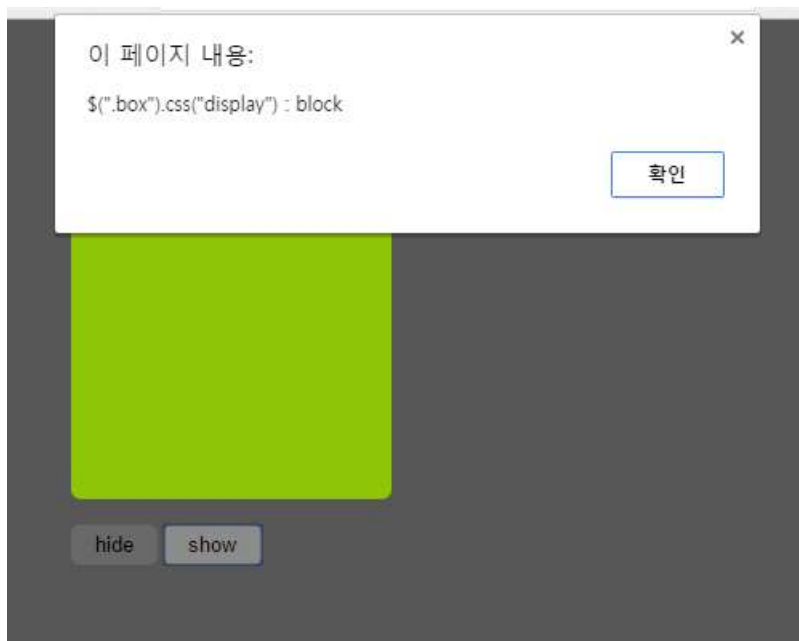 이 페이지 내용:
$(".box").css("display") : block
확인
hide show